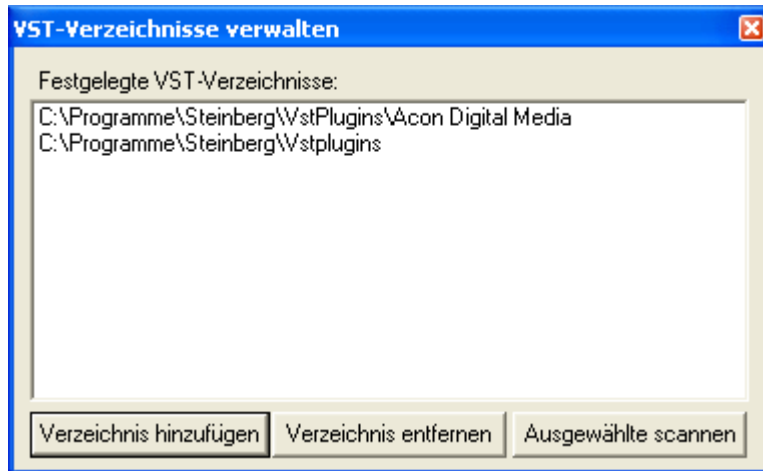 VST-Verzeichnisse verwalten
Festgelegte VST-Verzeichnisse:
C:\Programme\Steinberg\VstPlugins\Acon Digital Media
C:\Programme\Steinberg\Vstplugins
Verzeichnis hinzufügen Verzeichnis entfernen Ausgewählte scannen